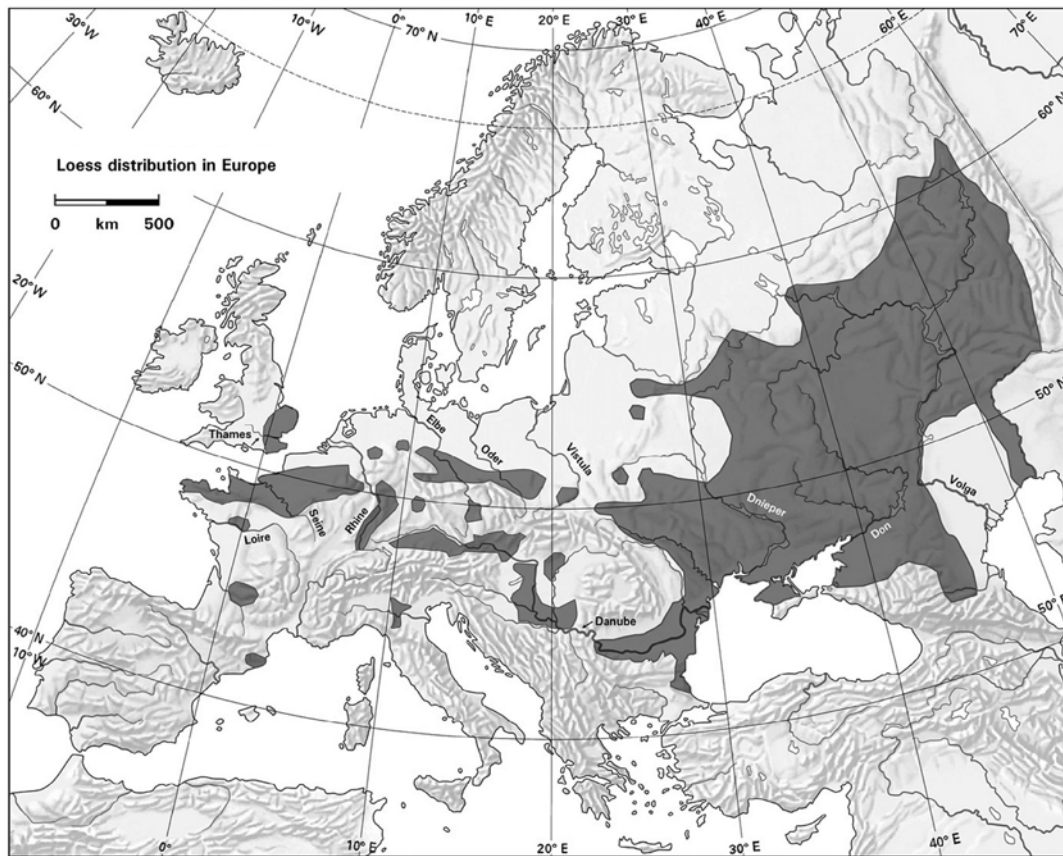 30° W
20° W
10° W
0°
70° N
10° E
20° E
30° E
60° E
70° E
60° N
60° N
Loess distribution in Europe
0 km 500
20° W
50° N
50° N
Thames
Elbe
Oder
Vistula
Seine
Rhine
Loire
Dnieper
Volga
Don
Danube
50° E
40° N
10° W
0°
10° E
20° E
30° E
40° E